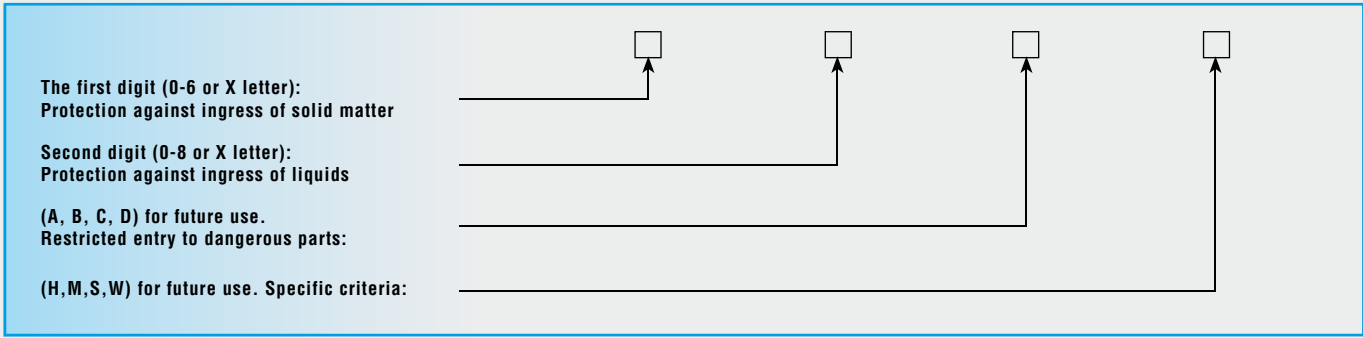 The first digit (0-6 or X letter):
Protection against ingress of solid matter
Second digit (0-8 or X letter):
Protection against ingress of liquids
(A, B, C, D) for future use.
Restricted entry to dangerous parts:
(H,M,S,W) for future use. Specific criteria: